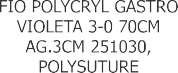 FIO POLYCRYL GASTRO
VIOLETA 3-0 70CM
AG.3CM 251030,
POLYSUTURE